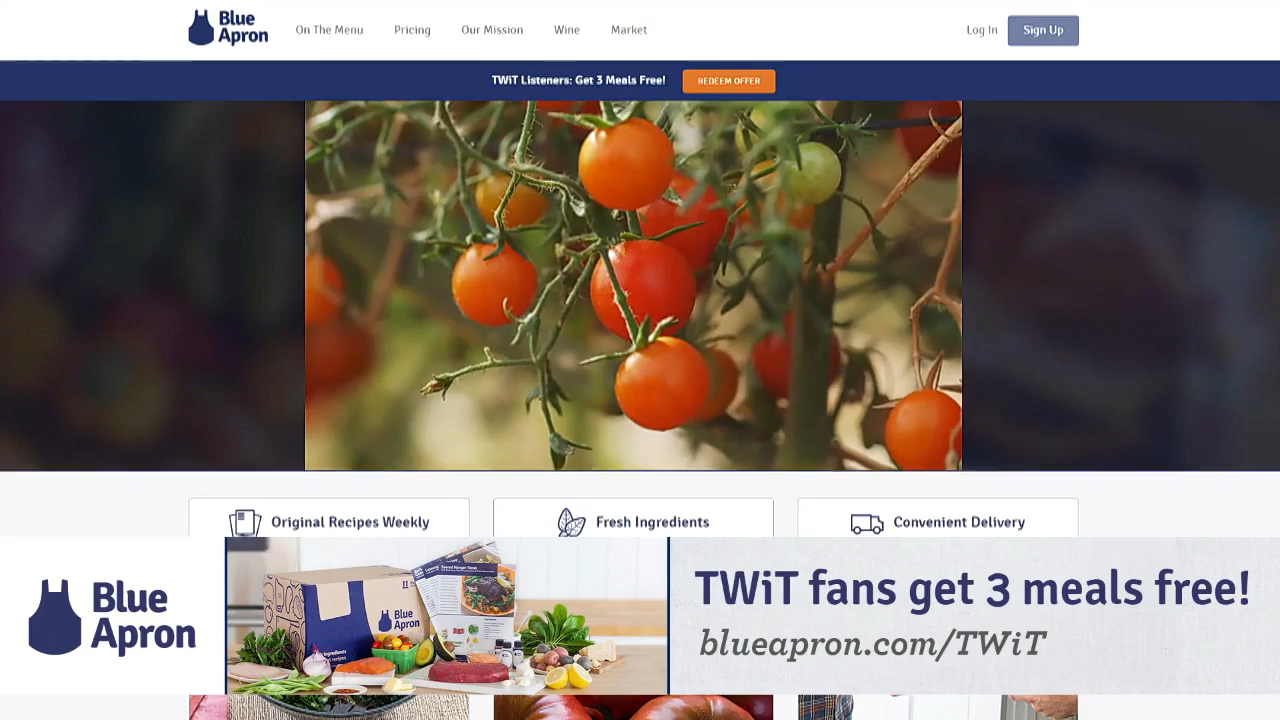 Blue Apron
On The Menu
Pricing
Our Mission
Wine
Market
Log In
Sign Up
TWiT Listeners: Get 3 Meals Free!
REDEEM OFFER
Original Recipes Weekly
Fresh Ingredients
Convenient Delivery
Blue
Apron
Blue
Apron
TWiT fans get 3 meals free!
blueapron.com/TWiT